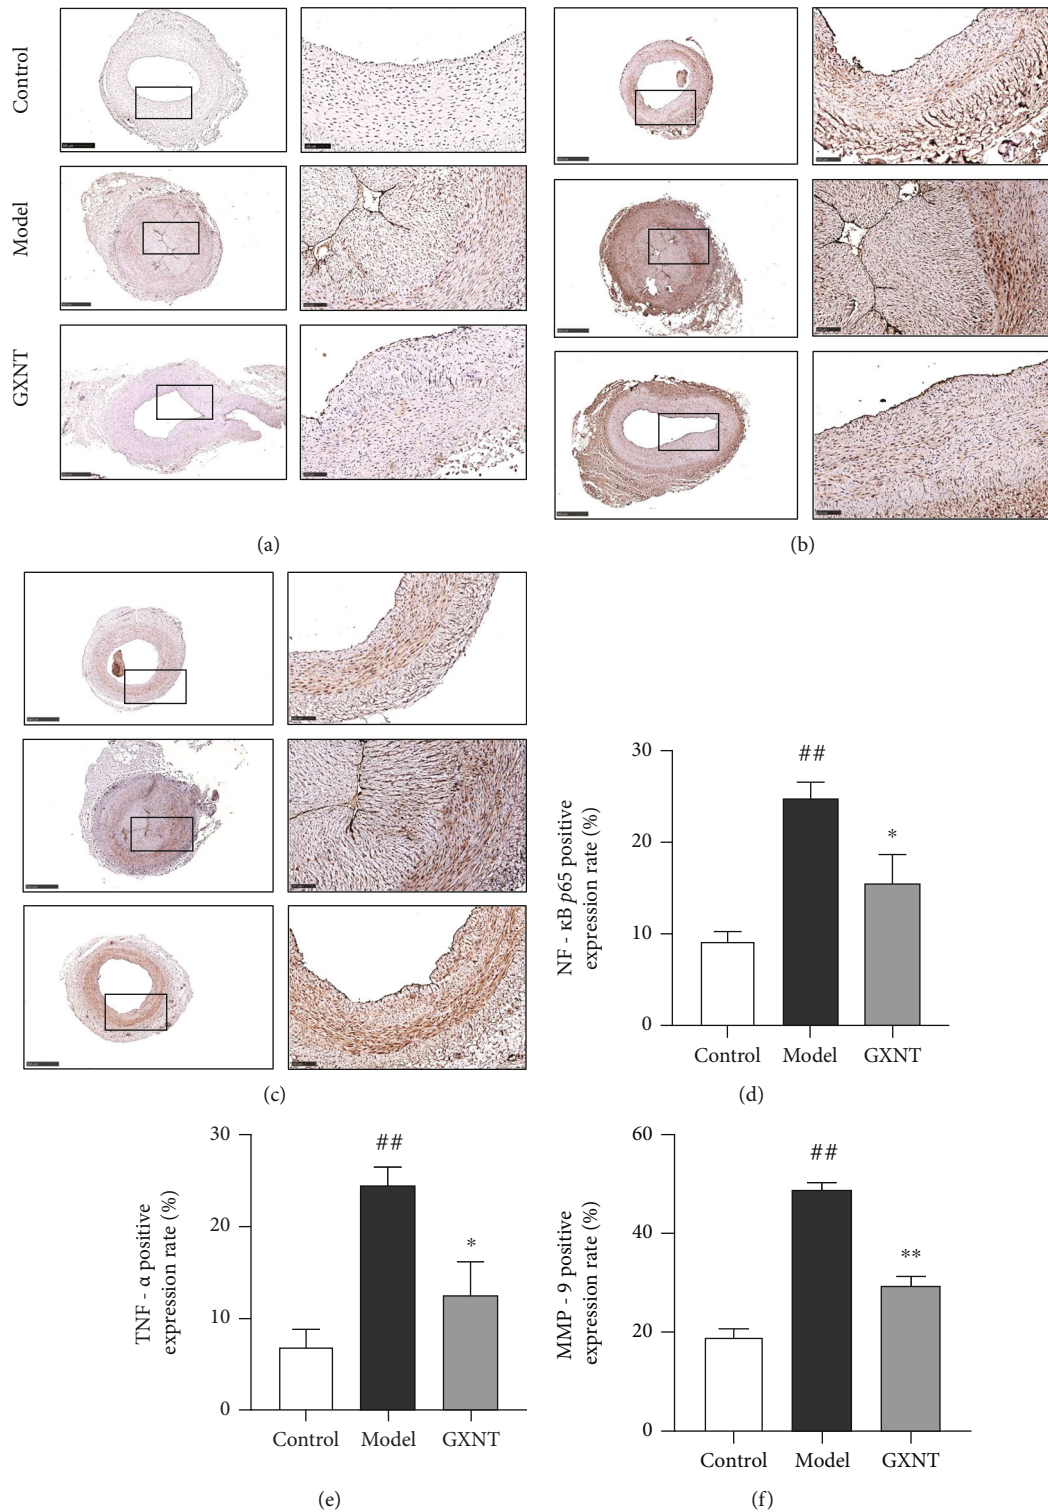 Control
Model
GXNT
(a)
(b)
(c)
30
20
10
0
NF - κB p65 positive
expression rate (%)
##
*
Control Model GXNT
(d)
30
20
10
0
TNF - α positive
expression rate (%)
##
*
Control Model GXNT
(e)
60
40
20
0
MMP - 9 positive
expression rate (%)
##
**
Control Model GXNT
(f)